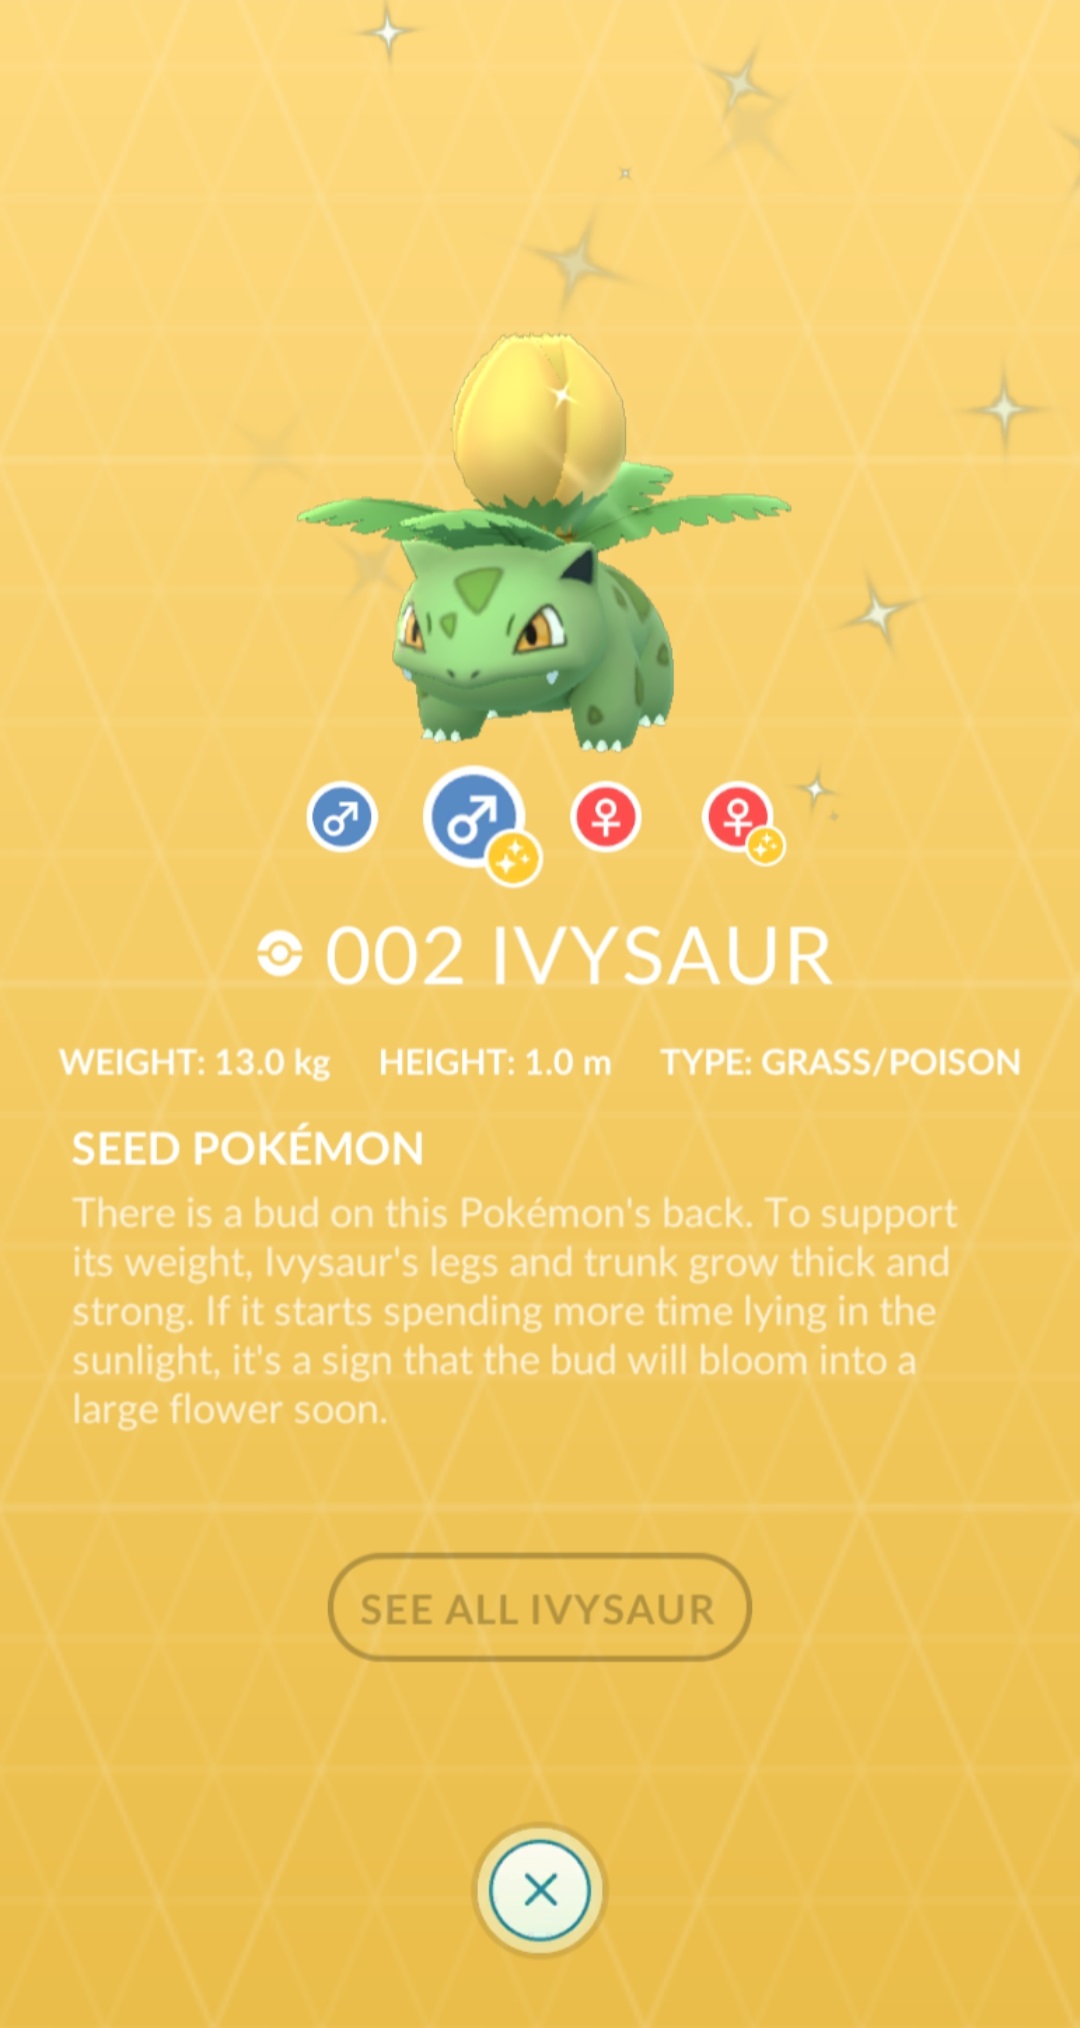 002 IVYSAUR
WEIGHT: 13.0 kg HEIGHT: 1.0 m TYPE: GRASS/POISON
SEED POKÉMON
There is a bud on this Pokémon's back. To support
its weight, Ivysaur's legs and trunk grow thick and
strong. If it starts spending more time lying in the
sunlight, it's a sign that the bud will bloom into a
large flower soon.
SEE ALL IVYSAUR